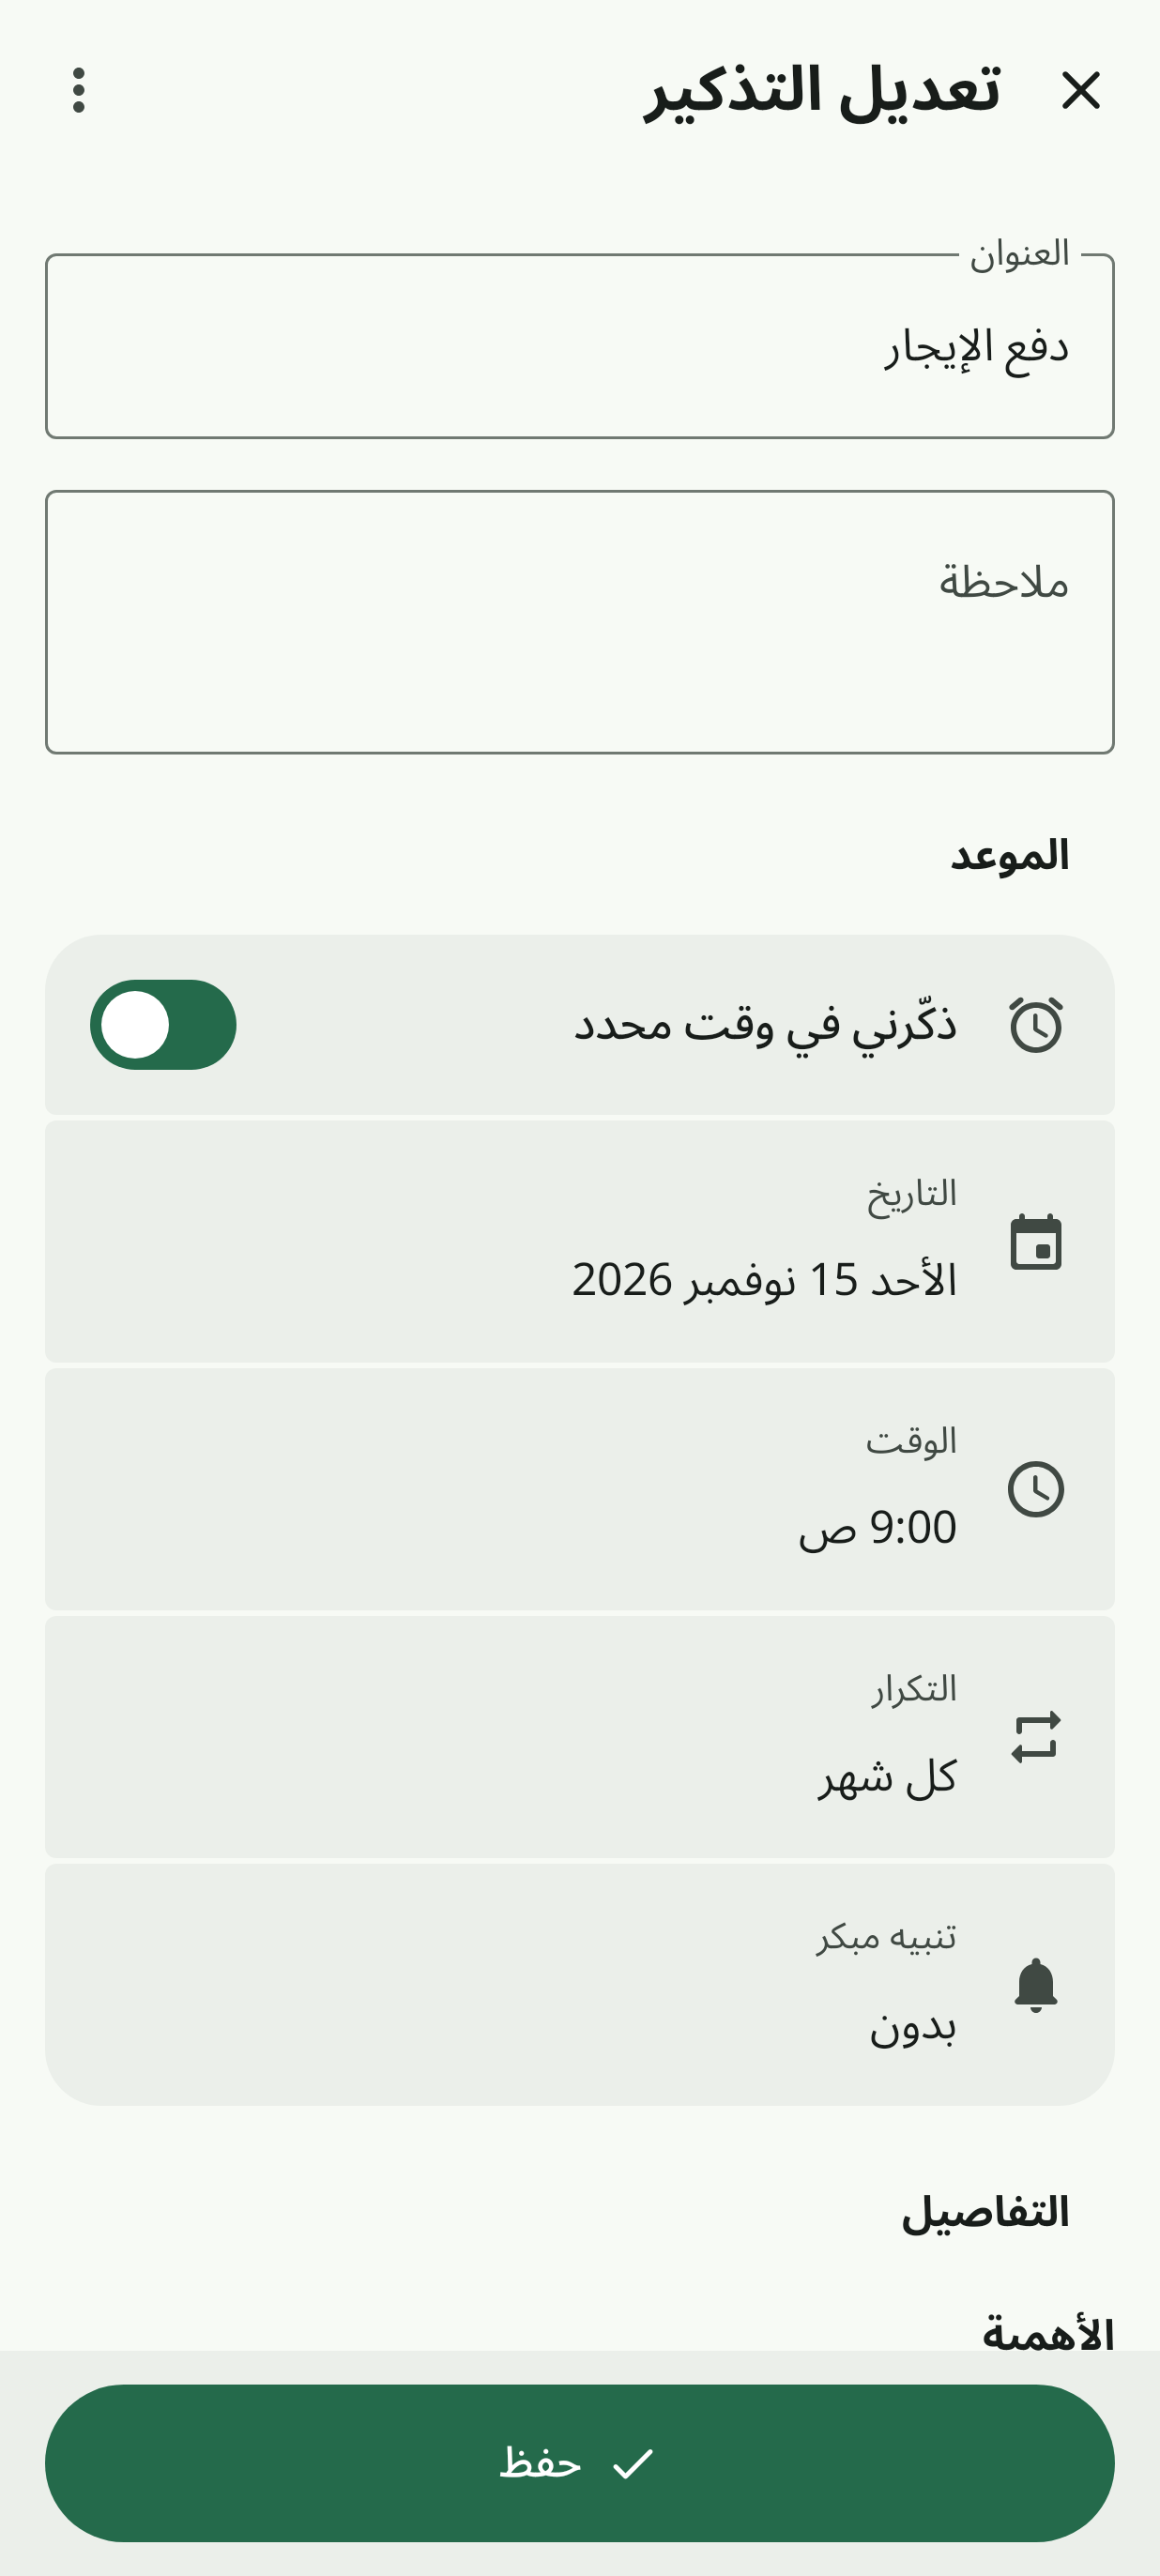 تعديل التذكير
العنوان
دفع الإيجار
ملاحظة
الموعد
ذكّرني في وقت محدد
التاريخ
الأحد 15 نوفمبر 2026
الوقت
9:00 ص
التكرار
كل شهر
تنبيه مبكر
بدون
التفاصيل
الأهمية
حفظ